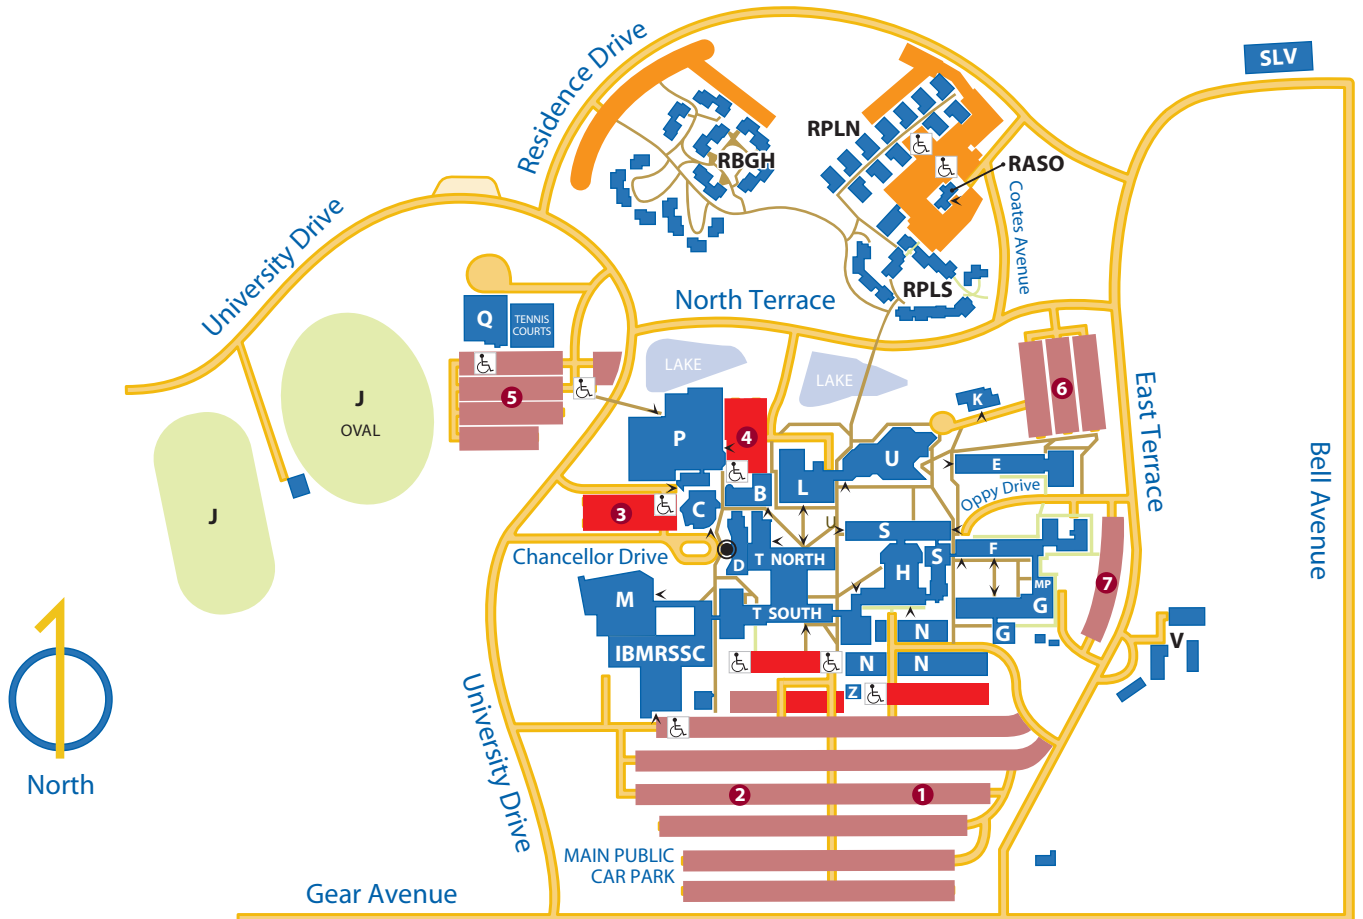 SLV
Residence Drive
RPLN
RBGH
RASO
Coates Avenue
University Drive
RPLS
North Terrace
Q
TENNIS
COURTS
LAKE
LAKE
J
OVAL
5
6
K
East Terrace
P
4
U
E
Bell Avenue
J
L
B
Oppy Drive
3
C
S
U
Chancellor Drive
D
T NORTH
S
F
H
M
MP
7
T SOUTH
G
N
G
V
IBMRSSC
N
N
Z
University Drive
North
2
1
MAIN PUBLIC
CAR PARK
Gear Avenue